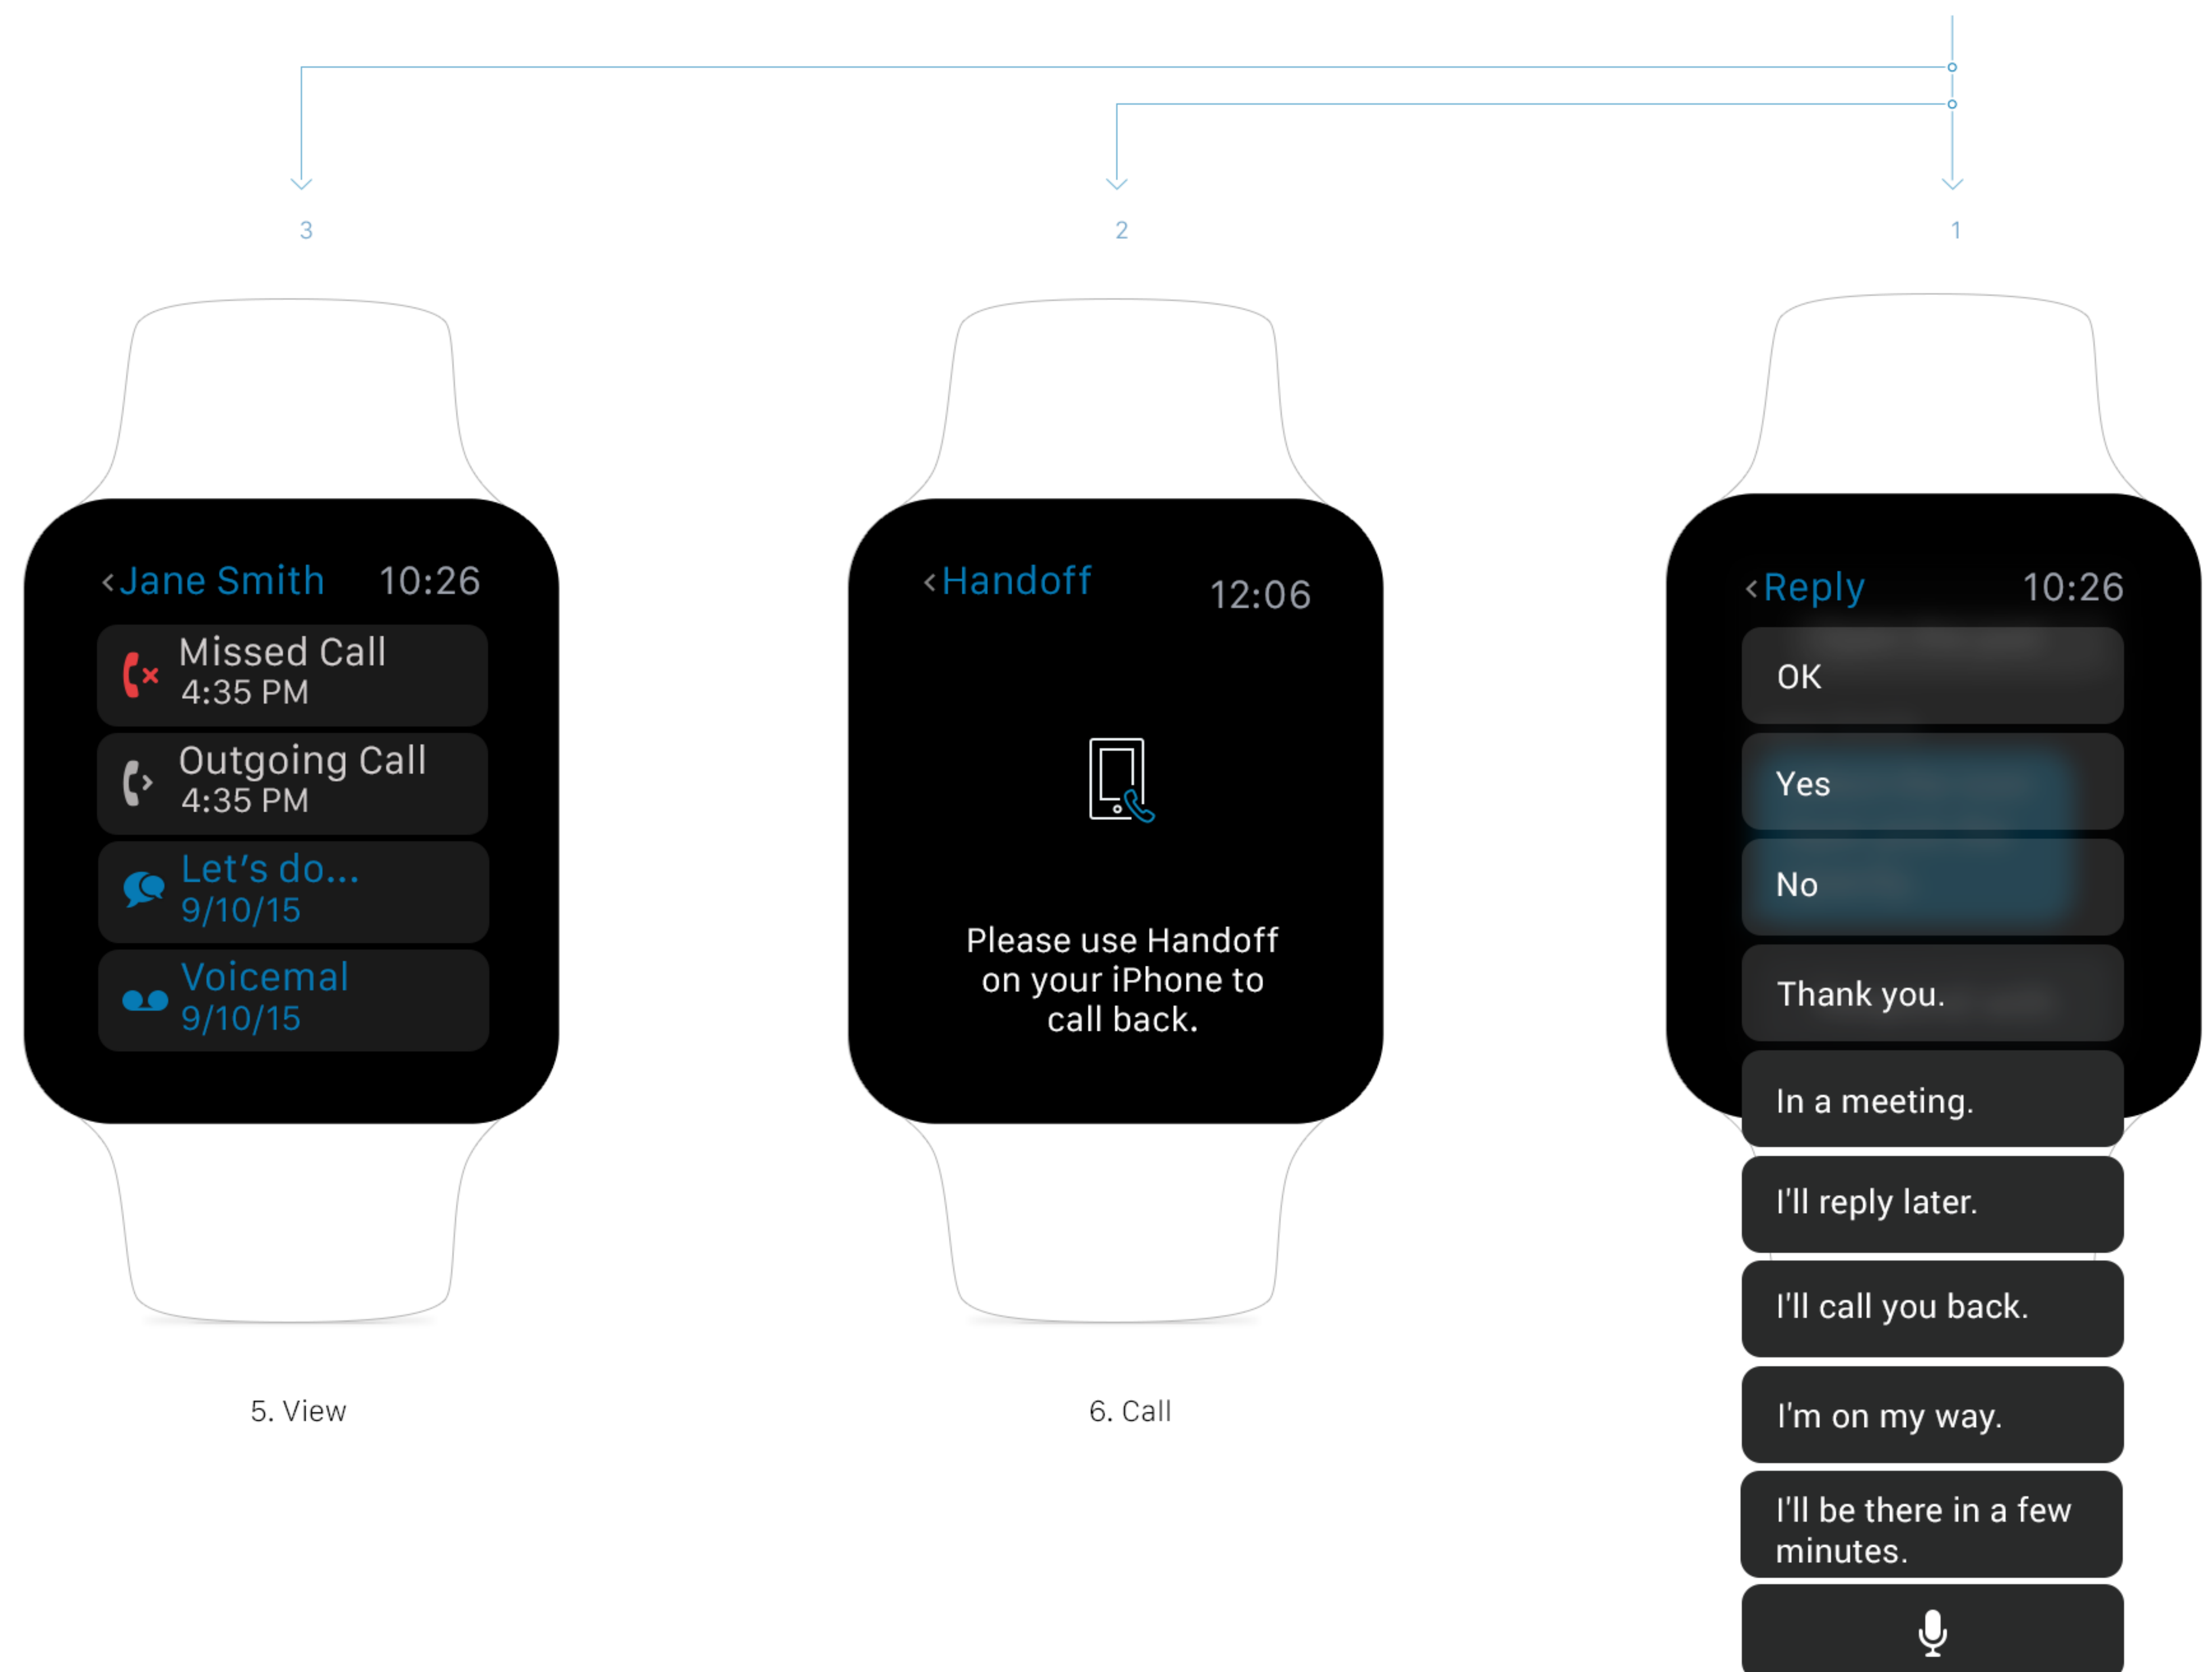 3
2
1
‹Jane Smith 10:26
Missed Call
4:35 PM
Outgoing Call
4:35 PM
Let's do...
9/10/15
Voicemal
9/10/15
5. View
‹Handoff 12:06
Please use Handoff
on your iPhone to
call back.
6. Call
‹Reply 10:26
OK
Yes
No
Thank you.
In a meeting.
I'll reply later.
I'll call you back.
I'm on my way.
I'll be there in a few
minutes.